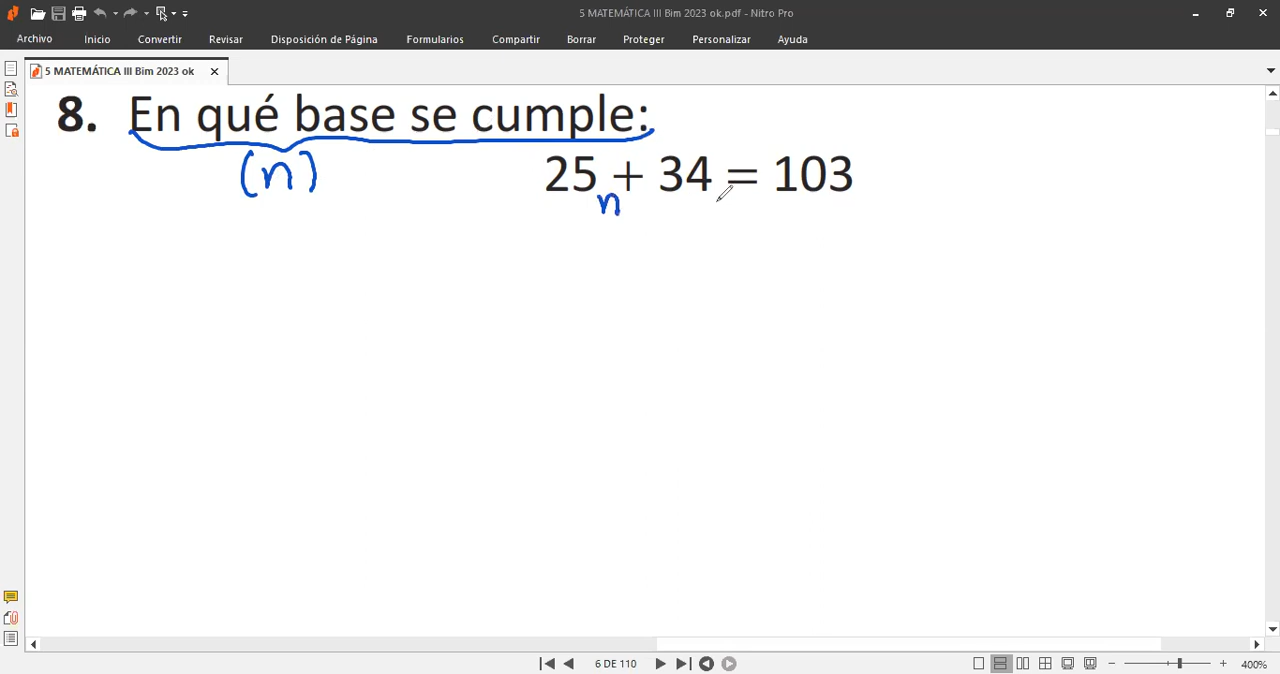 5 MATEMÁTICA III Bim 2023 ok.pdf - Nitro Pro
Archivo Inicio Convertir Revisar Disposición de Página Formularios Compartir Borrar Proteger Personalizar Ayuda
5 MATEMÁTICA III Bim 2023 ok
8. En qué base se cumple:
(n) 25 + 34 = 103
n
6 DE 110
400%